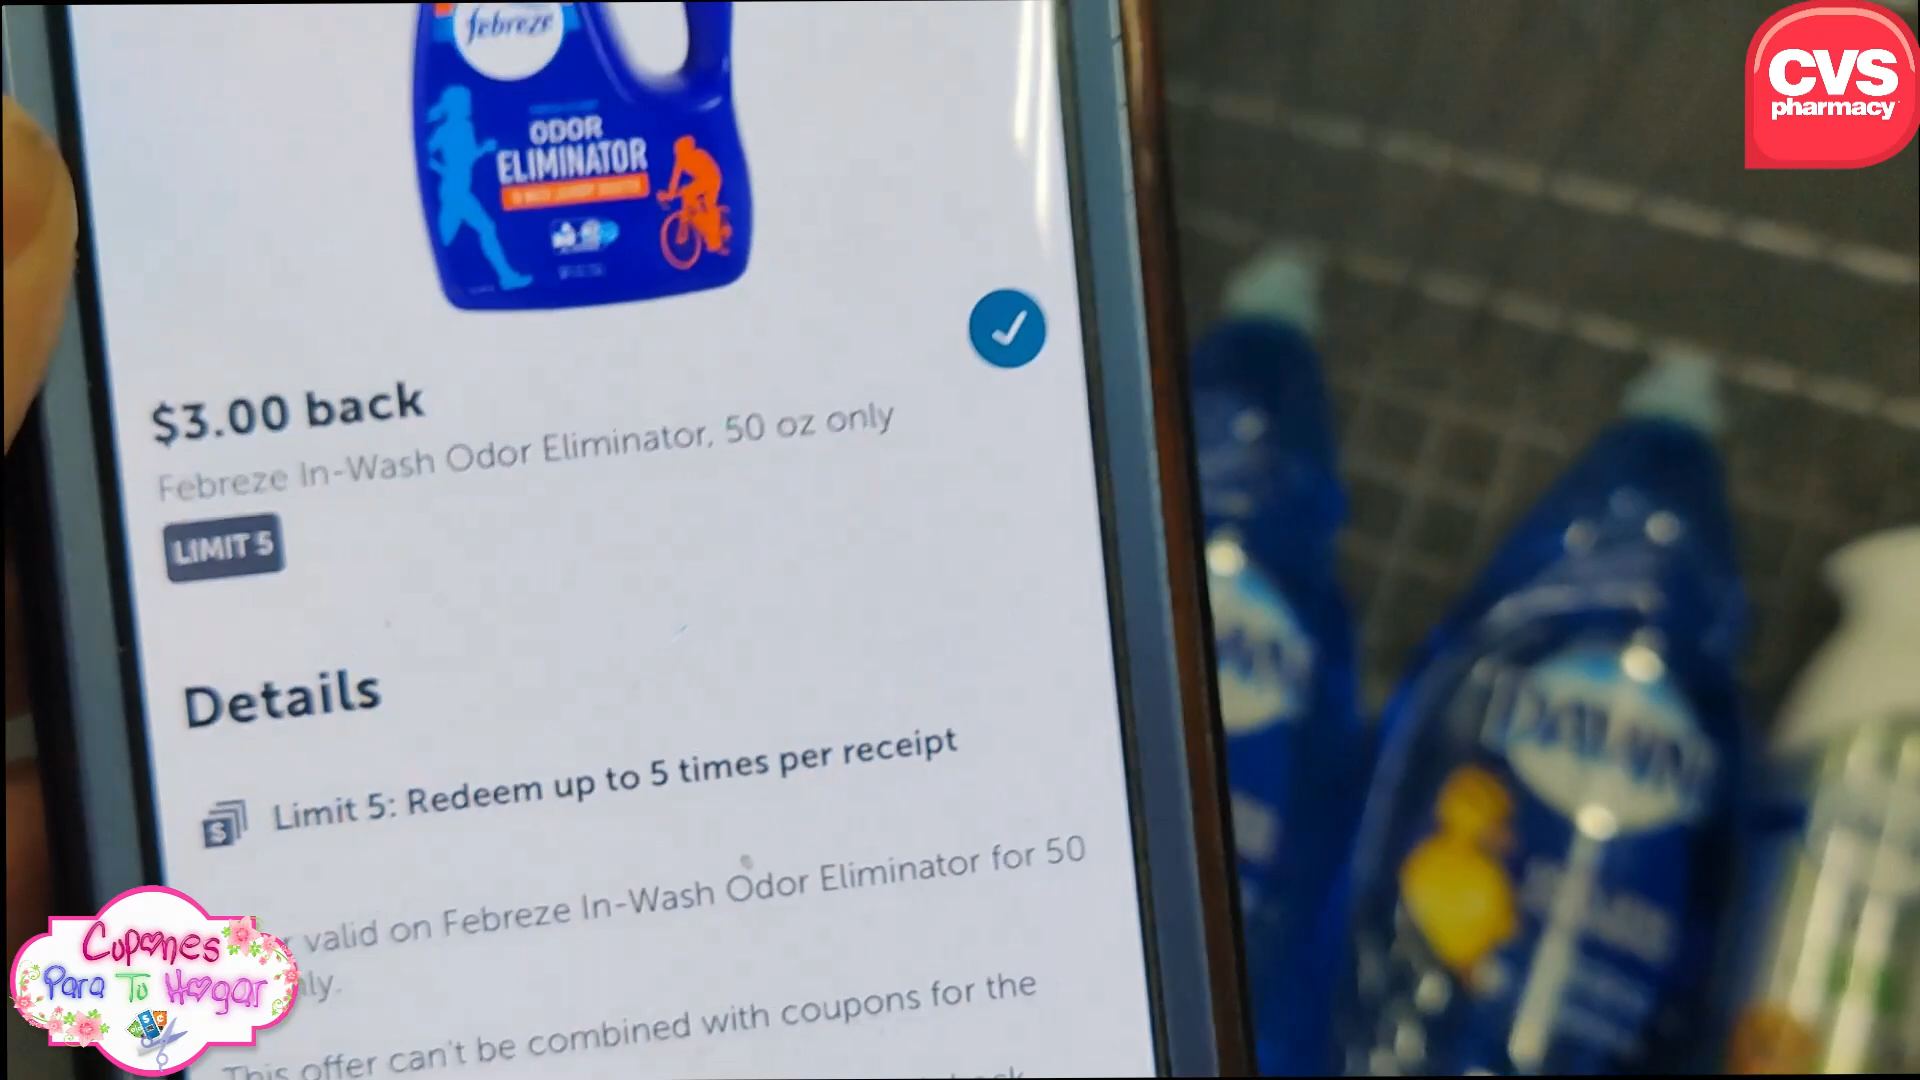 febreze
CVS
pharmacy
ODOR
ELIMINATOR
$3.00 back
Febreze In-Wash Odor Eliminator, 50 oz only
LIMIT 5
Details
Limit 5: Redeem up to 5 times per receipt
valid on Febreze In-Wash Odor Eliminator for 50
This offer can't be combined with coupons for the
DAWN
Cupones
Para Tu Hogar